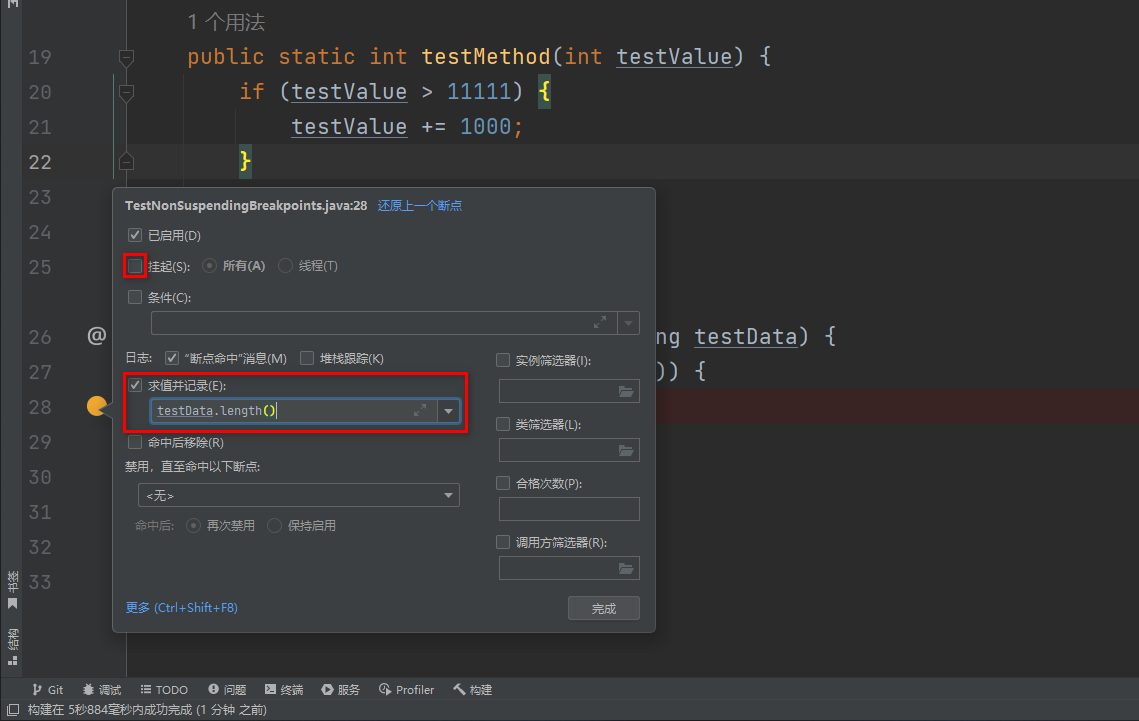 1 个用法
19 public static int testMethod(int testValue) {
20 if (testValue > 11111) {
21 testValue += 1000;
22 }
23
TestNonSuspendingBreakpoints.java:28 还原上一个断点
24
已启用(D)
25
挂起(S): 所有(A) 线程(T)
条件(C):
26 @ ng testData) {
日志: “断点命中”消息(M) 堆栈跟踪(K)
实例筛选器(I):
27 )) {
求值并记录(E):
28
testData.length()
类筛选器(L):
29
命中后移除(R)
禁用，直至命中以下断点:
30
合格次数(P):
<无>
31
命中后: 再次禁用 保持启用
32
调用方筛选器(R):
33
书签
更多 (Ctrl+Shift+F8)
完成
结构
Git 调试 TODO 问题 终端 服务 Profiler 构建
构建在 5秒884毫秒内成功完成 (1 分钟 之前)